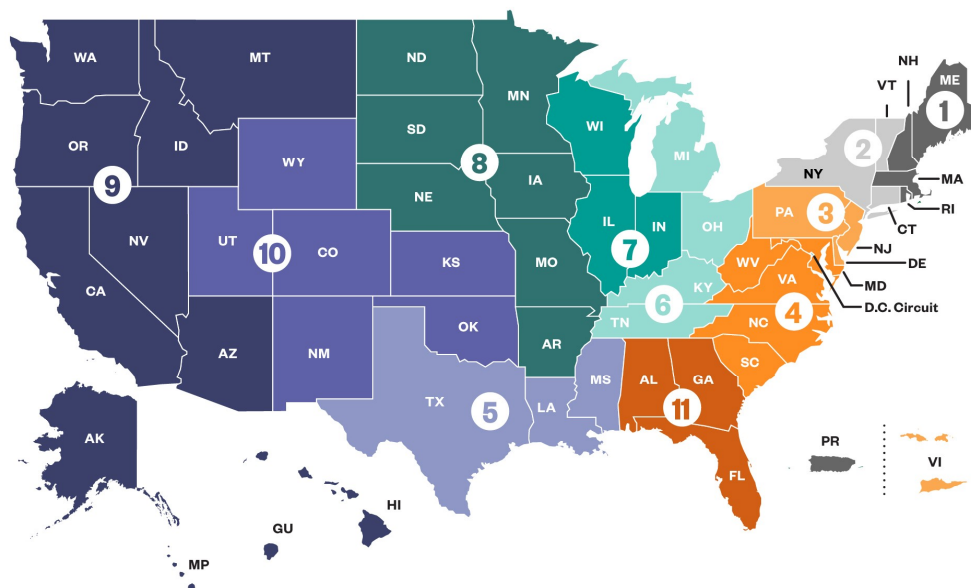 WA
MT
ND
MN
NH
VT
ME
1
OR
ID
SD
WI
MI
2
NY
MA
RI
CT
WY
8
9
NE
IA
PA
3
NJ
DE
MD
D.C. Circuit
NV
UT
10
CO
KS
MO
IL
IN
7
OH
WV
VA
KY
6
4
CA
AZ
NM
OK
AR
TN
NC
SC
TX
5
LA
MS
AL
GA
11
FL
AK
HI
GU
MP
PR
VI